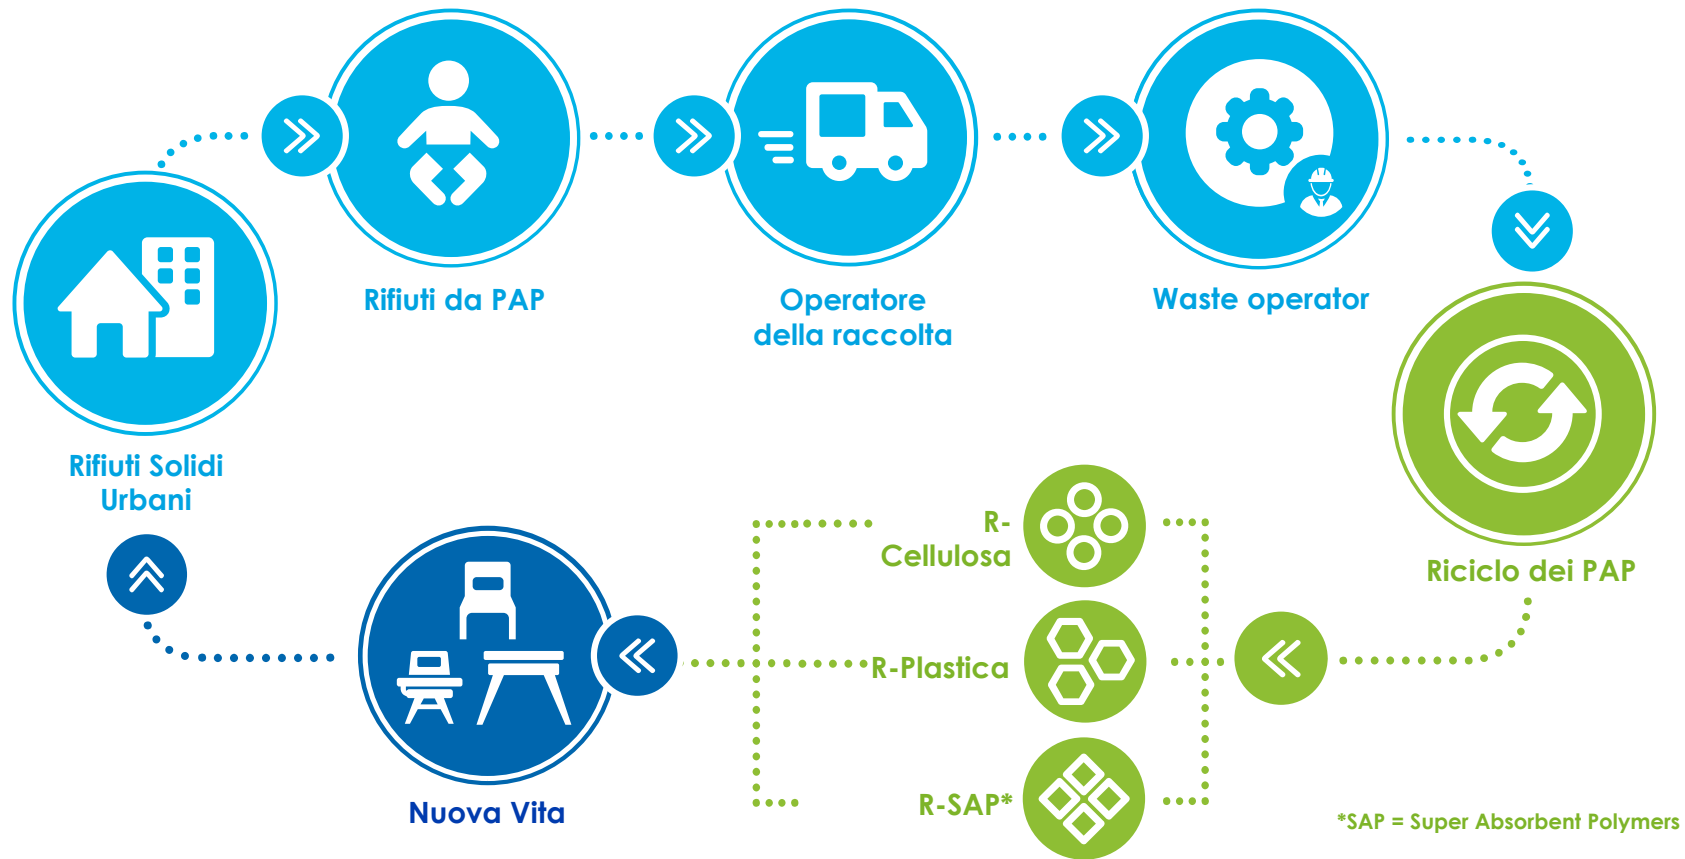 Rifiuti da PAP
Operatore
della raccolta
Waste operator
Rifiuti Solidi
Urbani
Riciclo dei PAP
R-
Cellulosa
R-Plastica
R-SAP*
Nuova Vita
*SAP = Super Absorbent Polymers